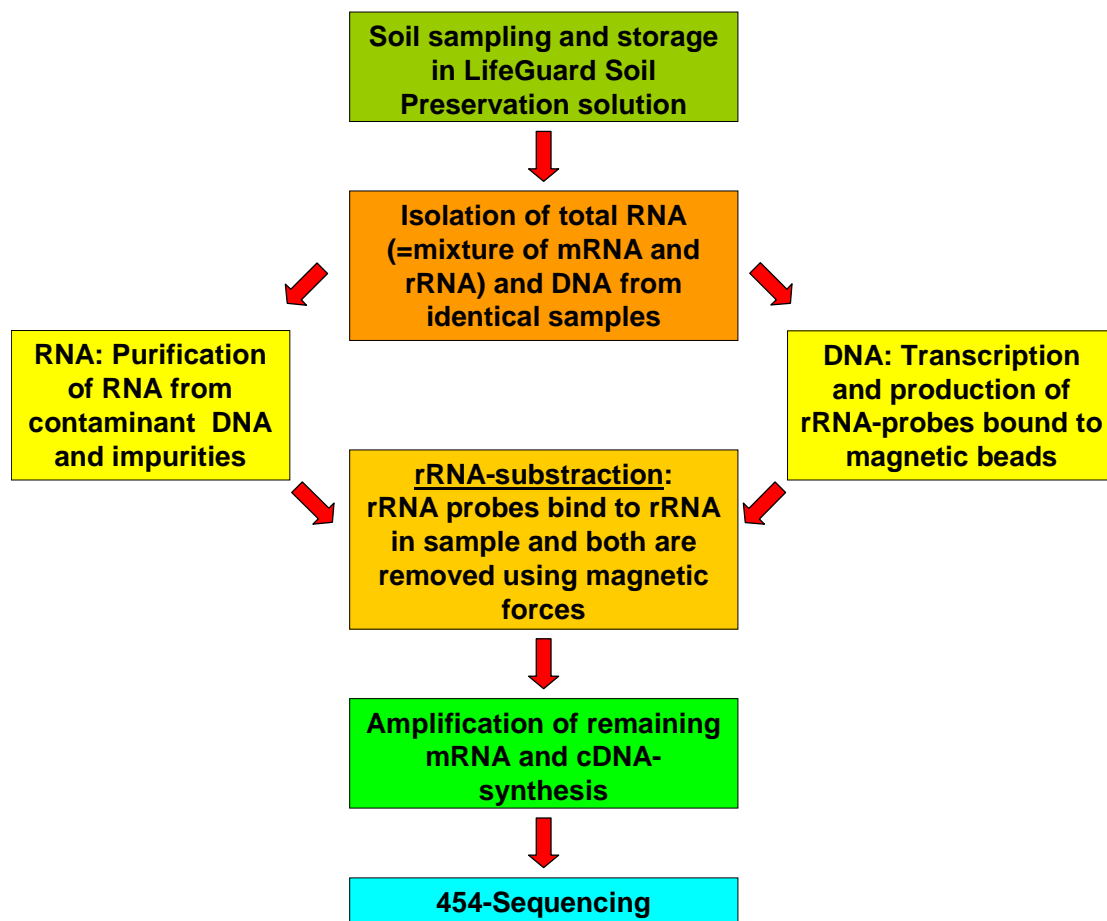 Soil sampling and storage
in LifeGuard Soil
Preservation solution
Isolation of total RNA
(=mixture of mRNA and
rRNA) and DNA from
identical samples
RNA: Purification
of RNA from
contaminant DNA
and impurities
DNA: Transcription
and production of
rRNA-probes bound to
magnetic beads
rRNA-substraction:
rRNA probes bind to rRNA
in sample and both are
removed using magnetic
forces
Amplification of remaining
mRNA and cDNA-
synthesis
454-Sequencing